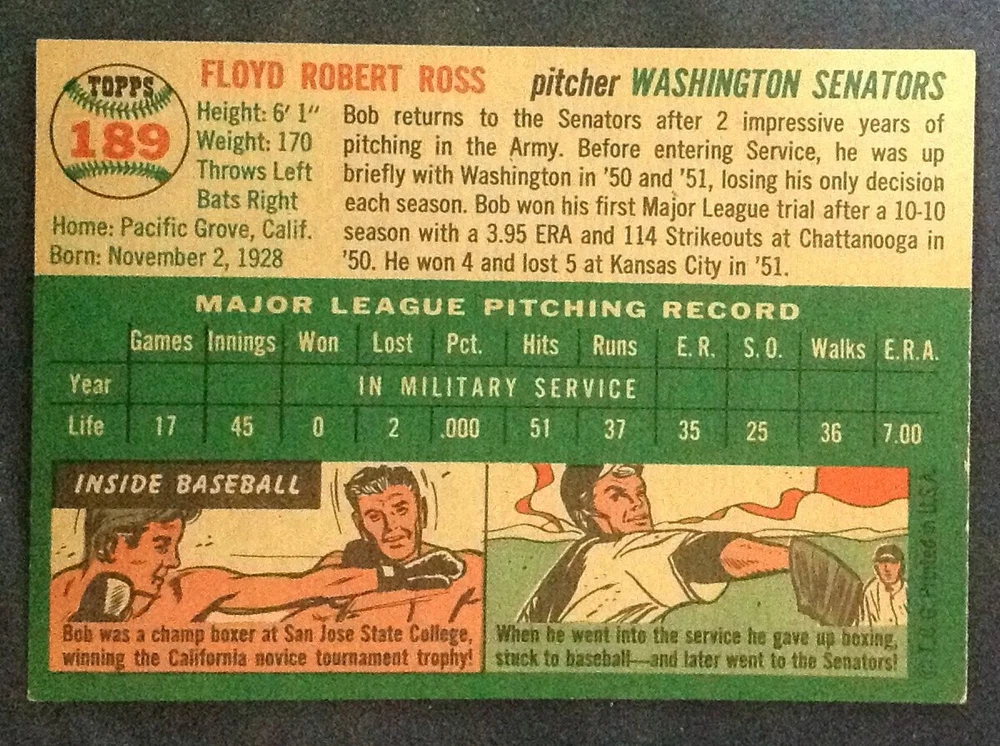 TOPPS
189
FLOYD ROBERT ROSS pitcher WASHINGTON SENATORS
Height: 6' 1"
Weight: 170
Throws Left
Bats Right
Home: Pacific Grove, Calif.
Born: November 2, 1928
Bob returns to the Senators after 2 impressive years of
pitching in the Army. Before entering Service, he was up
briefly with Washington in '50 and '51, losing his only decision
each season. Bob won his first Major League trial after a 10-10
season with a 3.95 ERA and 114 Strikeouts at Chattanooga in
'50. He won 4 and lost 5 at Kansas City in '51.
MAJOR LEAGUE PITCHING RECORD
Games Innings Won Lost Pct. Hits Runs E.R. S.O. Walks E.R.A.
Year IN MILITARY SERVICE
Life 17 45 0 2 .000 51 37 35 25 36 7.00
INSIDE BASEBALL
Bob was a champ boxer at San Jose State College,
winning the California novice tournament trophy!
When he went into the service he gave up boxing,
stuck to baseball—and later went to the Senators!
T.C.G. Printed in U.S.A.